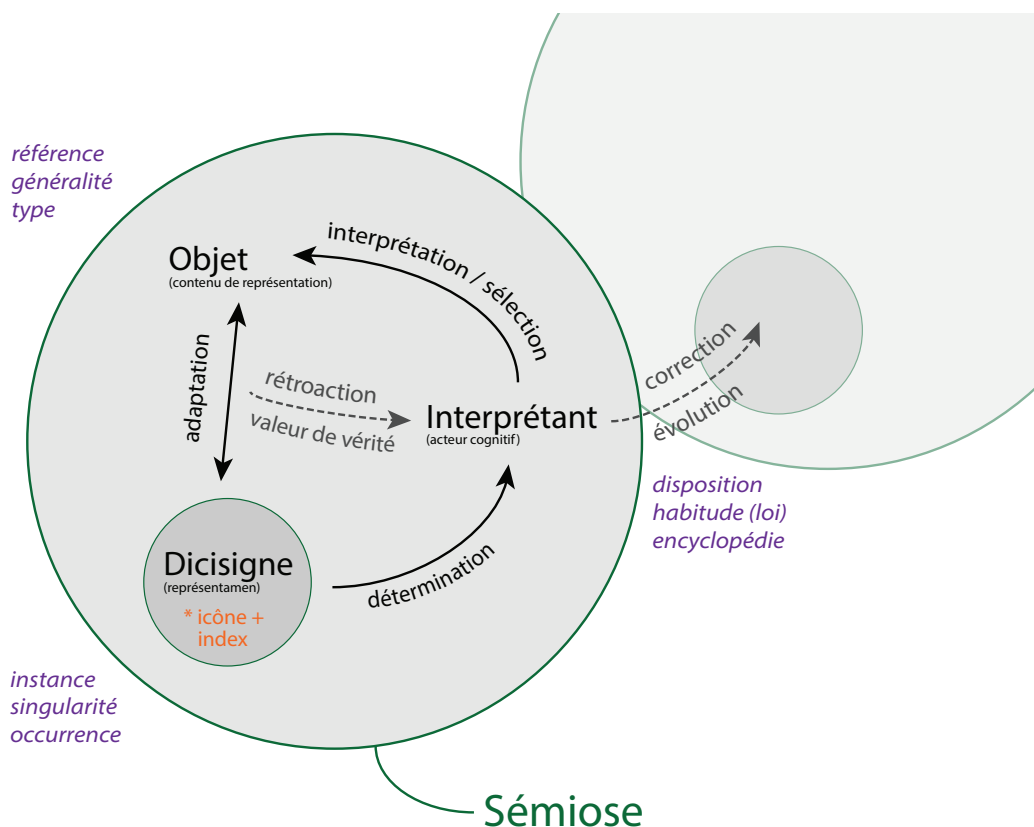 référence
généralité
type
Objet
(contenu de représentation)
interprétation / sélection
adaptation
rétroaction
valeur de vérité
Interprétant
(acteur cognitif)
correction
évolution
disposition
habitude (loi)
encyclopédie
Dicisigne
(représentamen)
* icône +
index
détermination
instance
singularité
occurrence
Sémiose